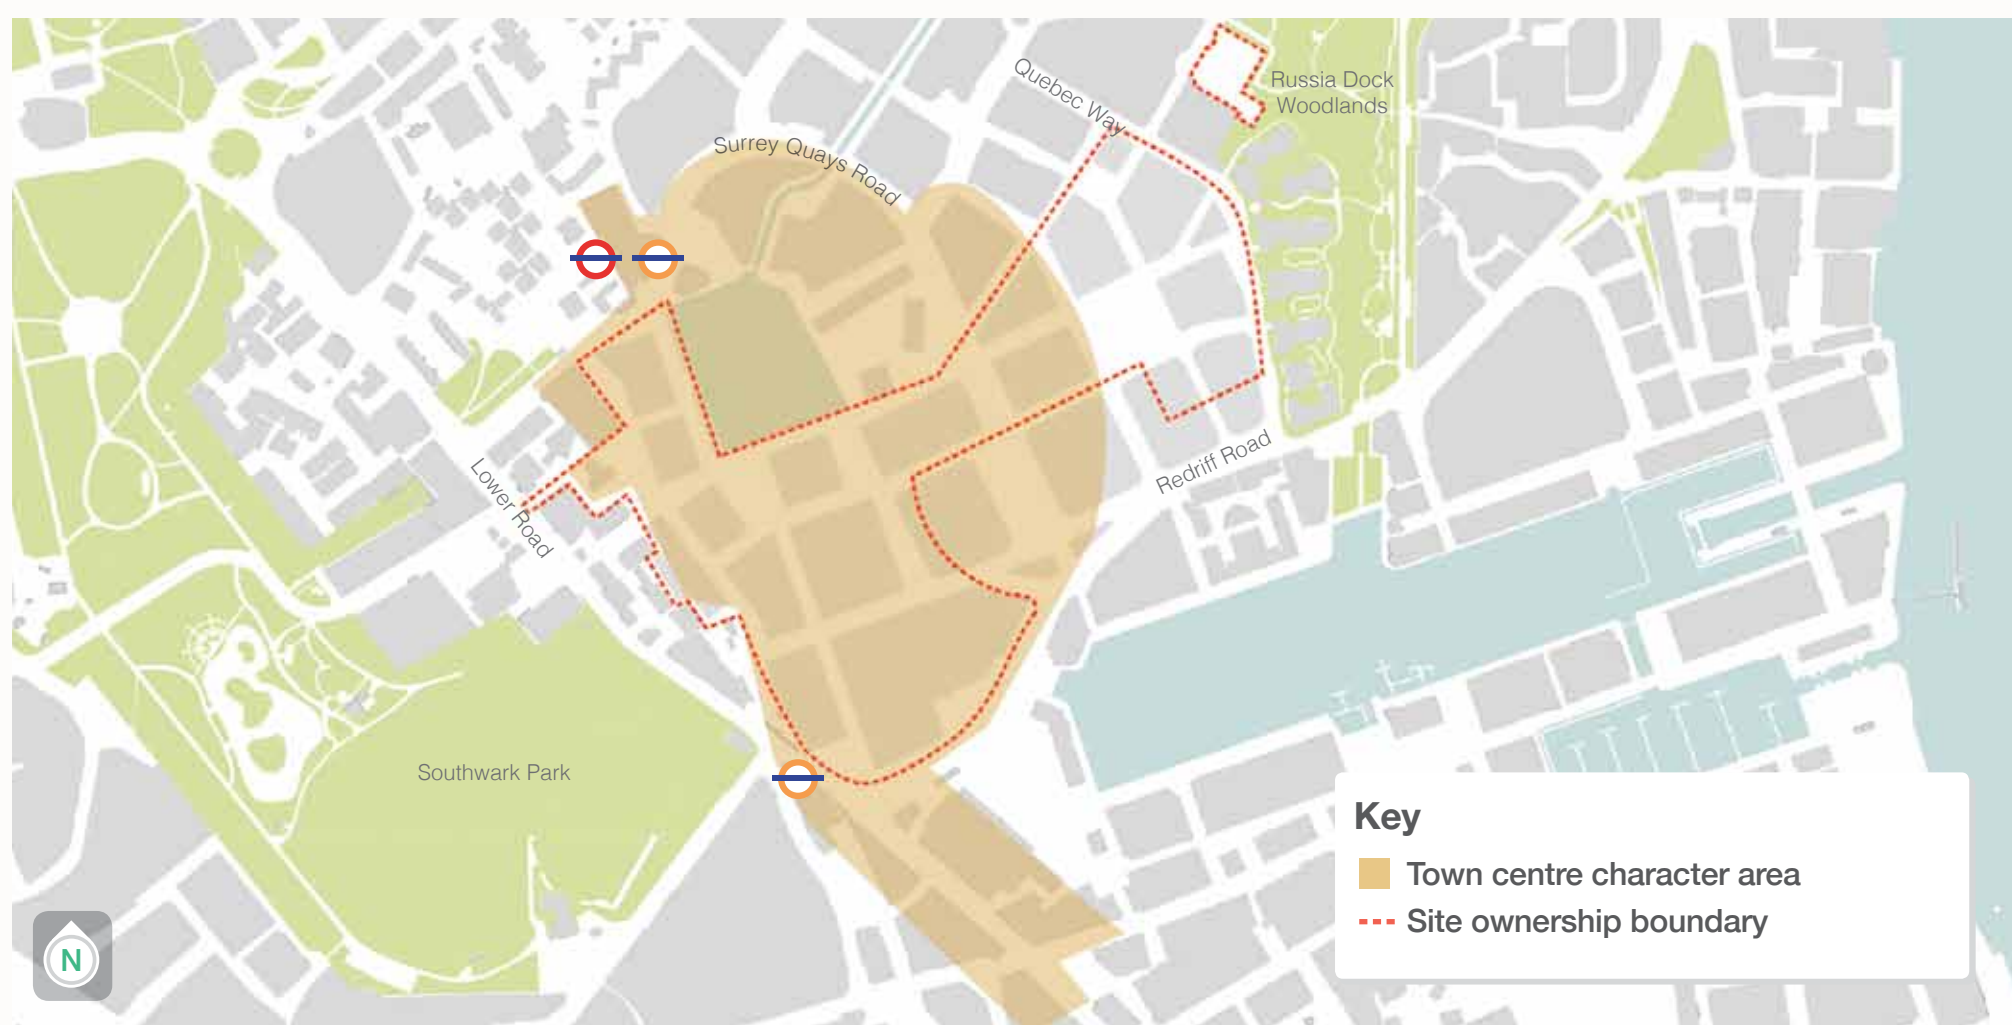 Quebec Way
Russia Dock
Woodlands
Surrey Quays Road
Lower Road
Redriff Road
Southwark Park
Key
Town centre character area
Site ownership boundary
N